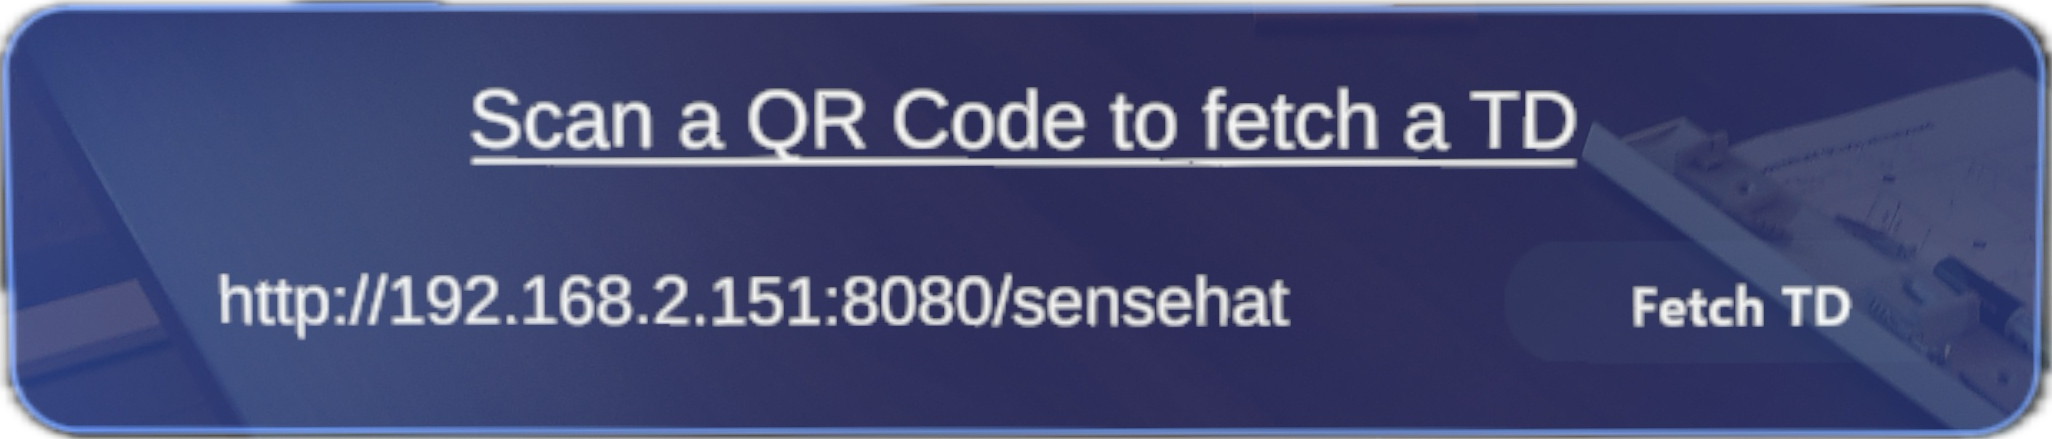 Scan a QR Code to fetch a TD
http://192.168.2.151:8080/sensehat
Fetch TD